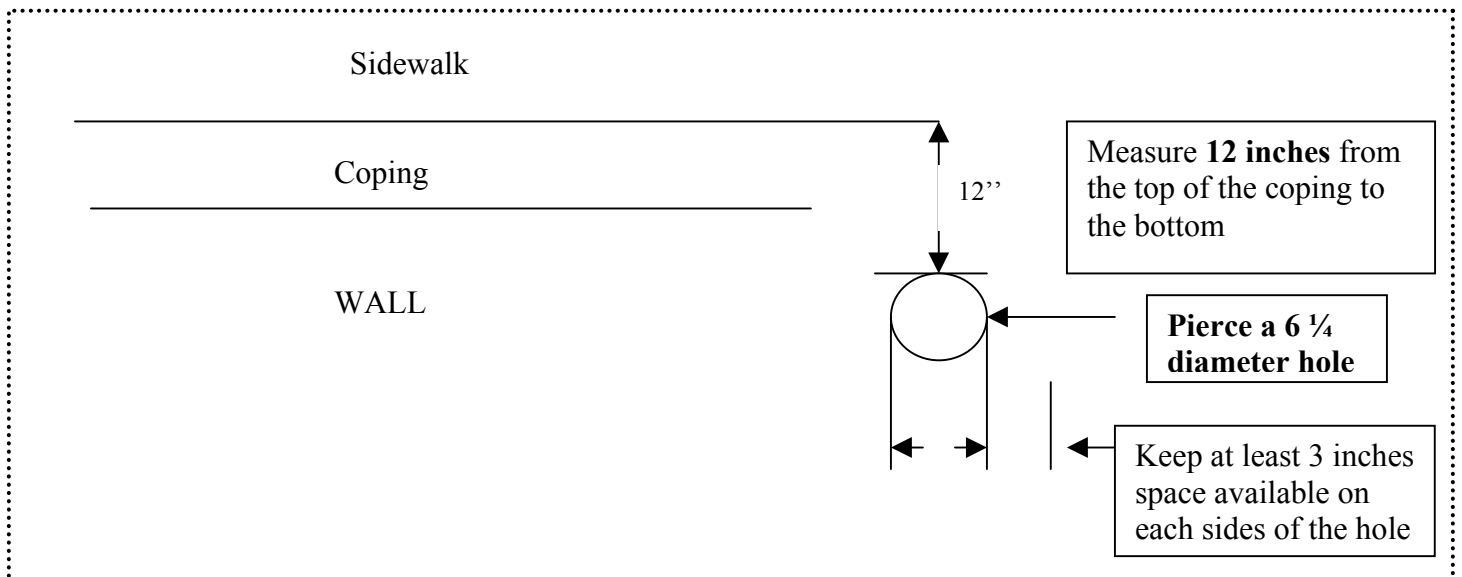 Sidewalk
Coping
12’’
Measure 12 inches from
the top of the coping to
the bottom
WALL
Pierce a 6 ¼
diameter hole
Keep at least 3 inches
space available on
each sides of the hole